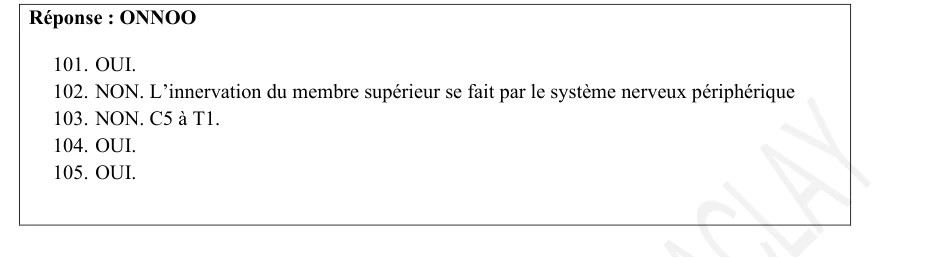 Réponse : ONNOO
101. OUI.
102. NON. L’innervation du membre supérieur se fait par le système nerveux périphérique
103. NON. C5 à T1.
104. OUI.
105. OUI.
ACLAY